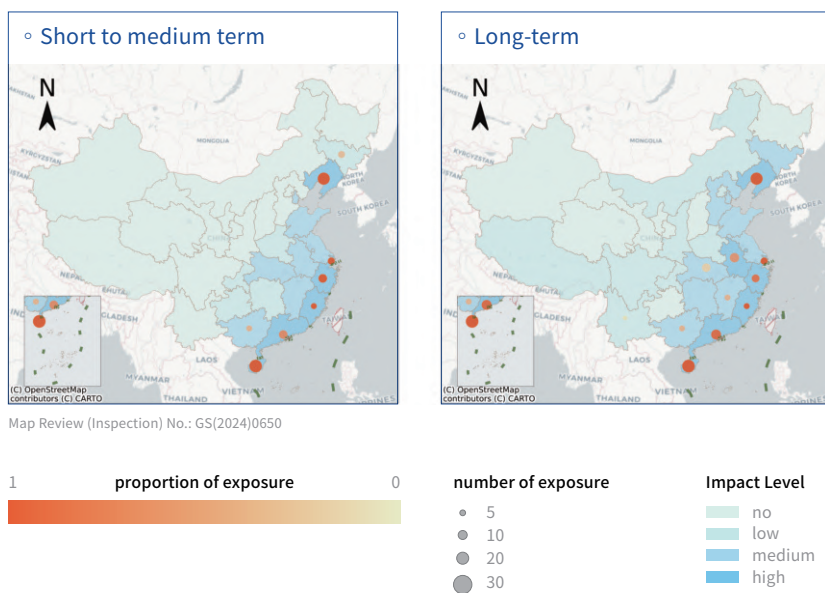 Short to medium term
Long-term
N
N
MONGOLIA
MONGOLIA
KYRGYZSTAN
KYRGYZSTAN
NORTH KOREA
NORTH KOREA
SOUTH KOREA
SOUTH KOREA
LAOS
LAOS
MYANMAR
MYANMAR
THAILAND
THAILAND
VIETNAM
VIETNAM
(C) OpenStreetMap
contributors (C) CARTO
(C) OpenStreetMap
contributors (C) CARTO
Map Review (Inspection) No.: GS(2024)0650
1 proportion of exposure 0
number of exposure
5
10
20
30
Impact Level
no
low
medium
high